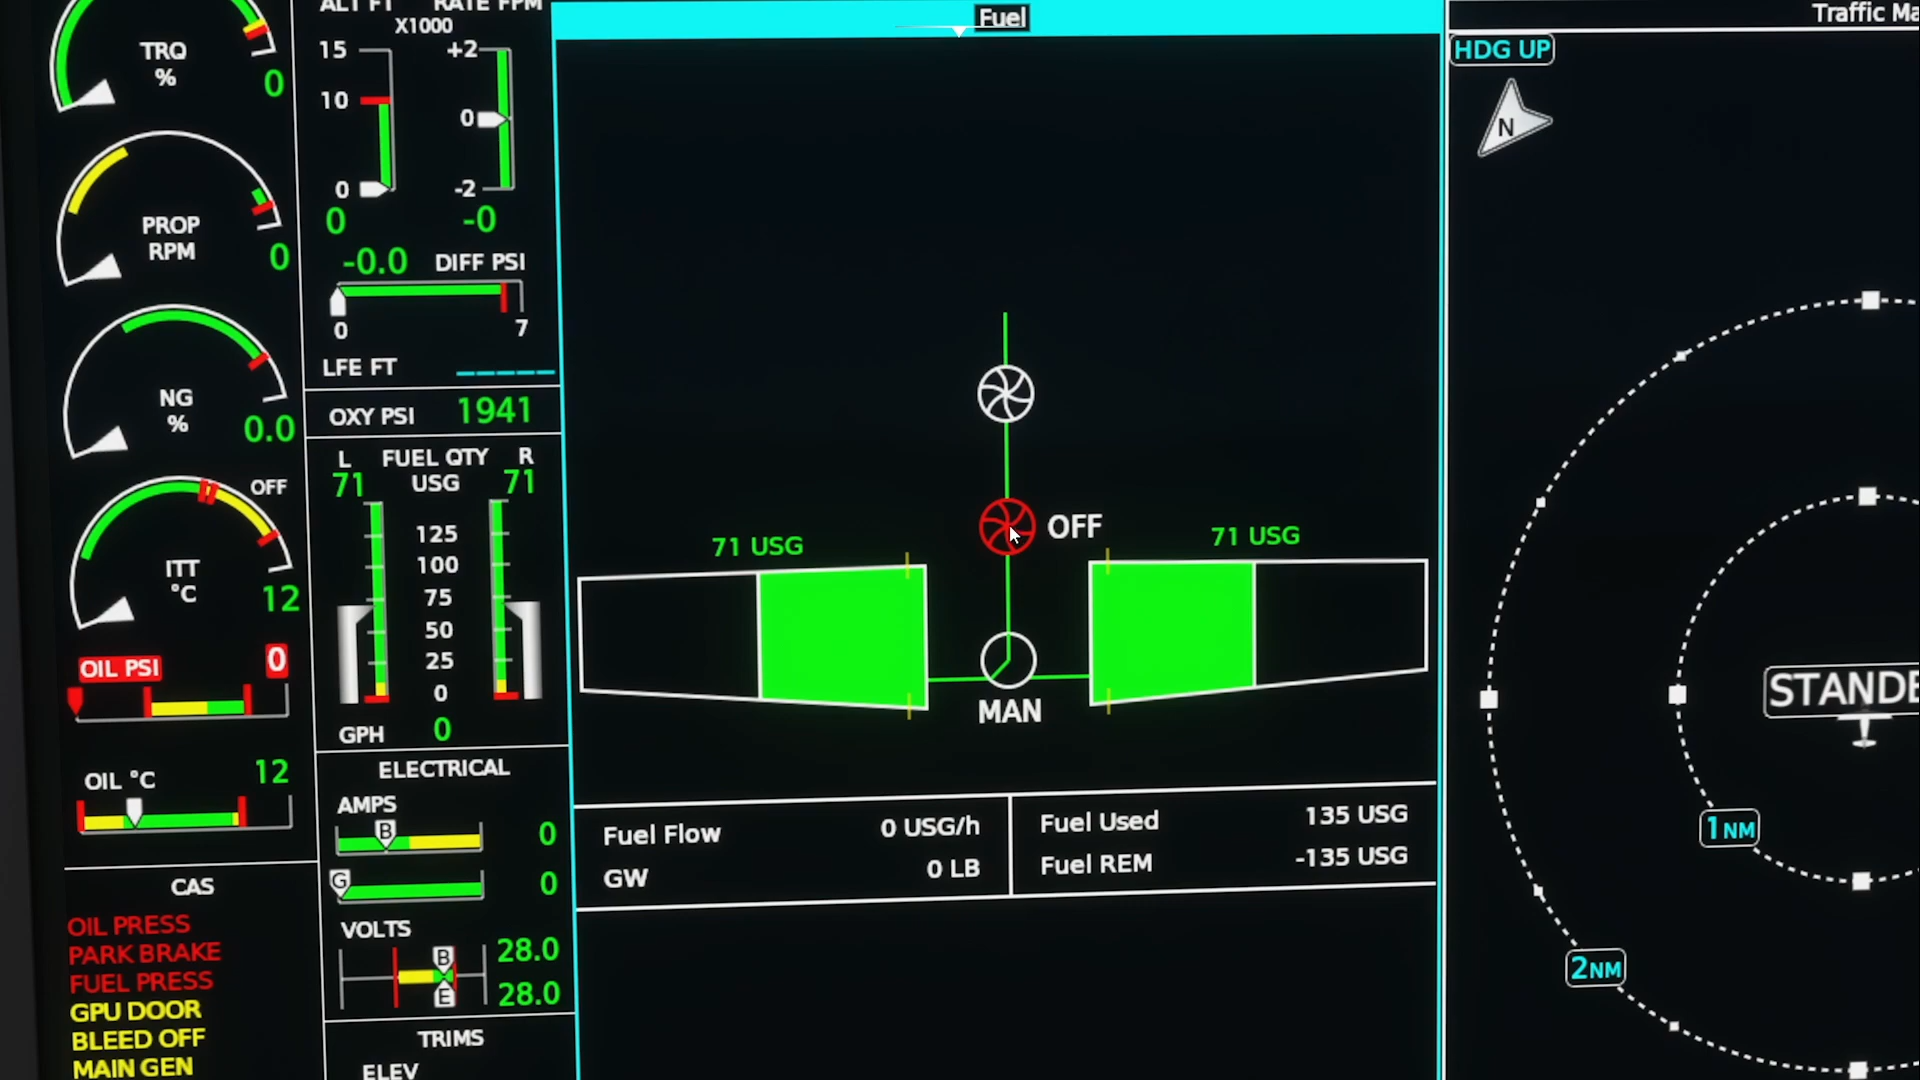 TRQ
%
0
PROP
RPM
0
NG
%
0.0
OFF
ITT
°C
12
OIL PSI
0
OIL °C
12
CAS
OIL PRESS
PARK BRAKE
FUEL PRESS
GPU DOOR
BLEED OFF
MAIN GEN
ALT FT
RATE FPM
X1000
15
10
0
+2
0
-2
0
-0
-0.0
DIFF PSI
0
7
LFE FT
OXY PSI
1941
L FUEL QTY R
71 USG 71
125
100
75
50
25
0
GPH
0
ELECTRICAL
AMPS
B
0
G
0
VOLTS
B
28.0
E
28.0
TRIMS
ELEV
Fuel
OFF
71 USG
71 USG
MAN
Fuel Flow 0 USG/h
GW 0 LB
Fuel Used 135 USG
Fuel REM -135 USG
Traffic Ma
HDG UP
N
STANDB
1NM
2NM